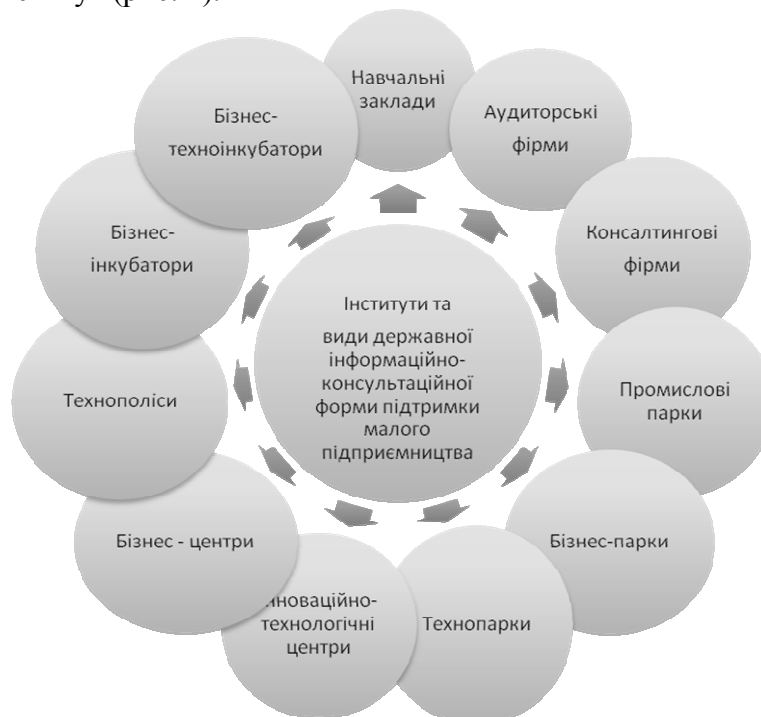 Навчальні
заклади
Аудиторські
фірми
Консалтингові
фірми
Промислові
парки
Бізнес-парки
Технопарки
нноваційно-
технологічні
центри
Бізнес - центри
Технополіси
Бізнес-
інкубатори
Бізнес-
техноінкубатори
Інститути та
види державної
інформаційно-
консультаційної
форми підтримки
малого
підприємництва